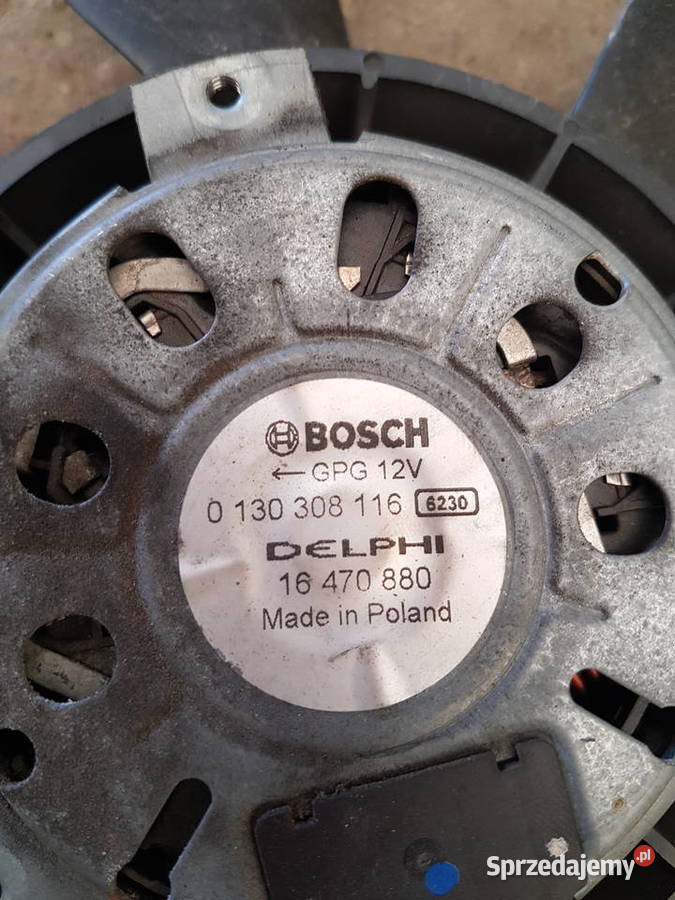 BOSCH
← GPG 12V
0 130 308 116 6230
DELPHI
16 470 880
Made in Poland
Sprzedajemy.pl